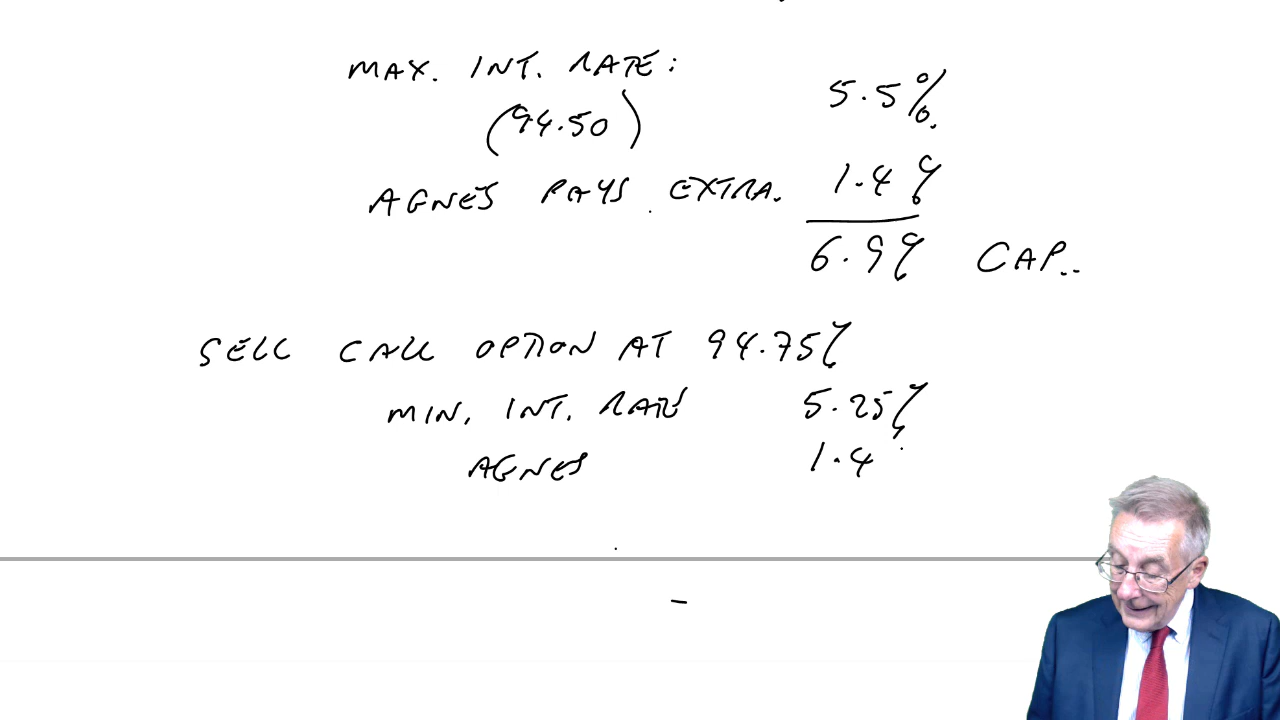 MAX. INT. RATE: 5.5%.
(94.50)
AGNES PAYS EXTRA. 1.4%
6.9% CAP..
SELL CALL OPTION AT 94.75%
MIN. INT. RATE 5.25%
AGNES 1.4